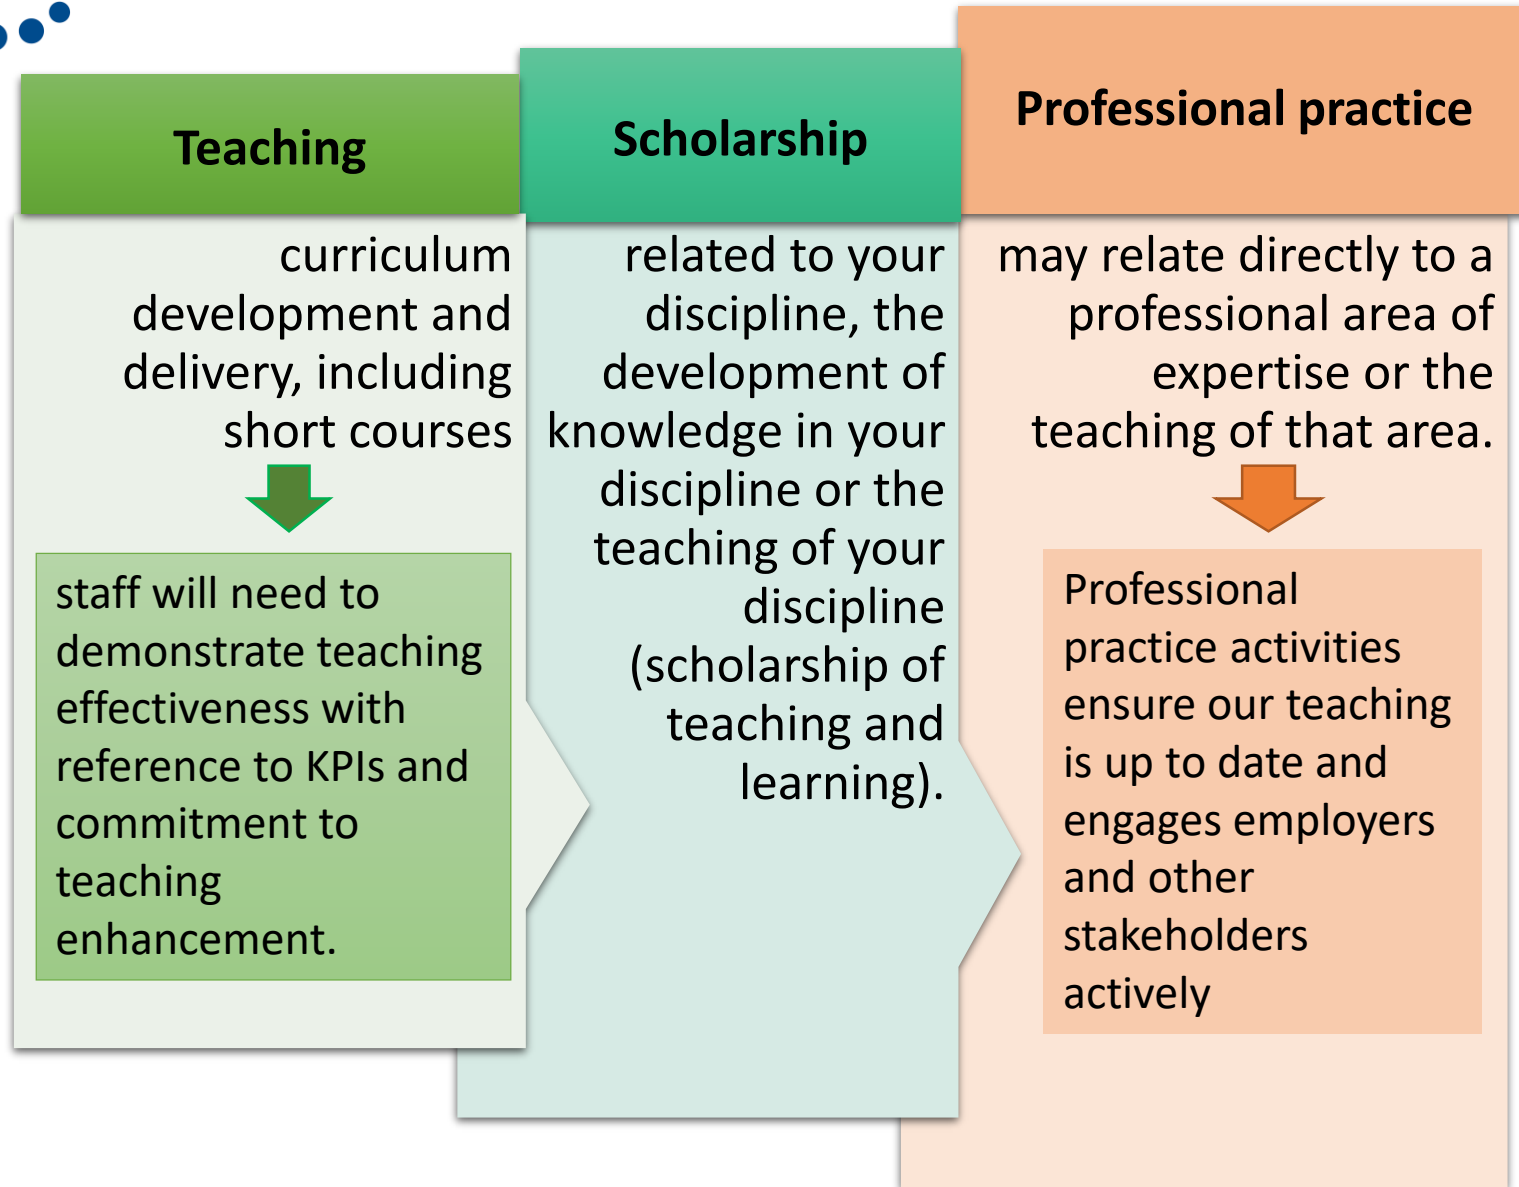 Teaching
curriculum
development and
delivery, including
short courses
staff will need to
demonstrate teaching
effectiveness with
reference to KPIs and
commitment to
teaching
enhancement.
Scholarship
related to your
discipline, the
development of
knowledge in your
discipline or the
teaching of your
discipline
(scholarship of
teaching and
learning).
Professional practice
may relate directly to a
professional area of
expertise or the
teaching of that area.
Professional
practice activities
ensure our teaching
is up to date and
engages employers
and other
stakeholders
actively